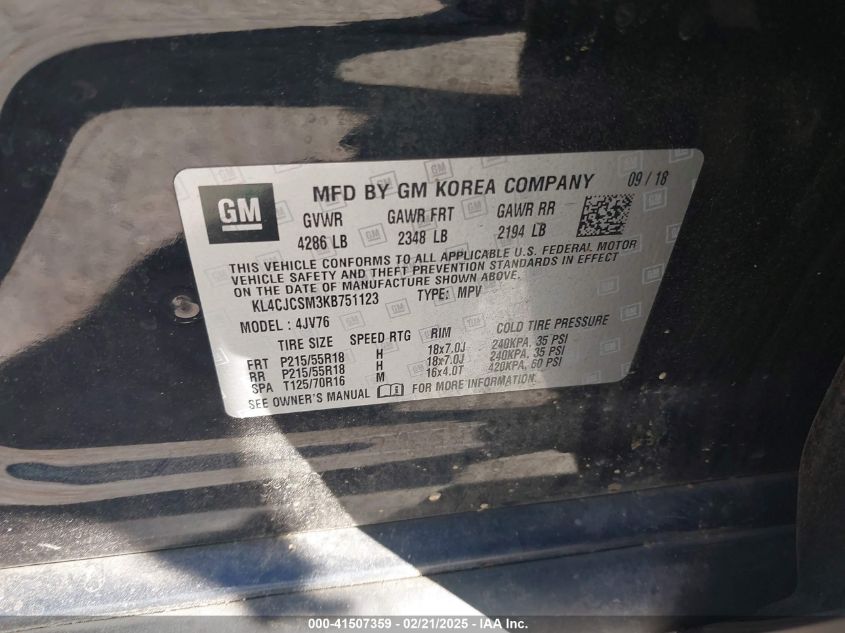 GM
MFD BY GM KOREA COMPANY 09 / 18
GVWR GAWR FRT GAWR RR
4286 LB 2348 LB 2194 LB
THIS VEHICLE CONFORMS TO ALL APPLICABLE U.S. FEDERAL MOTOR
VEHICLE SAFETY AND THEFT PREVENTION STANDARDS IN EFFECT
ON THE DATE OF MANUFACTURE SHOWN ABOVE.
KL4CJCSM3KB751123 TYPE: MPV
MODEL : 4JV76
TIRE SIZE SPEED RTG RIM COLD TIRE PRESSURE
FRT P215/55R18 H 18x7.0J 240KPA, 35 PSI
RR P215/55R18 H 18x7.0J 240KPA, 35 PSI
SPA T125/70R16 M 16x4.0T 420KPA, 60 PSI
SEE OWNER'S MANUAL FOR MORE INFORMATION.
000-41507359 - 02/21/2025 - IAA Inc.